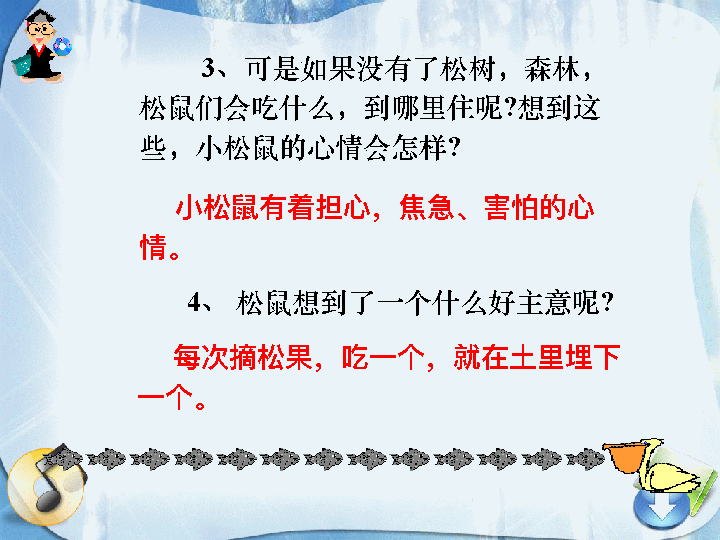 3、可是如果没有了松树，森林，
松鼠们会吃什么，到哪里住呢?想到这
些，小松鼠的心情会怎样?
小松鼠有着担心，焦急、害怕的心
情。
4、 松鼠想到了一个什么好主意呢?
每次摘松果，吃一个，就在土里埋下
一个。